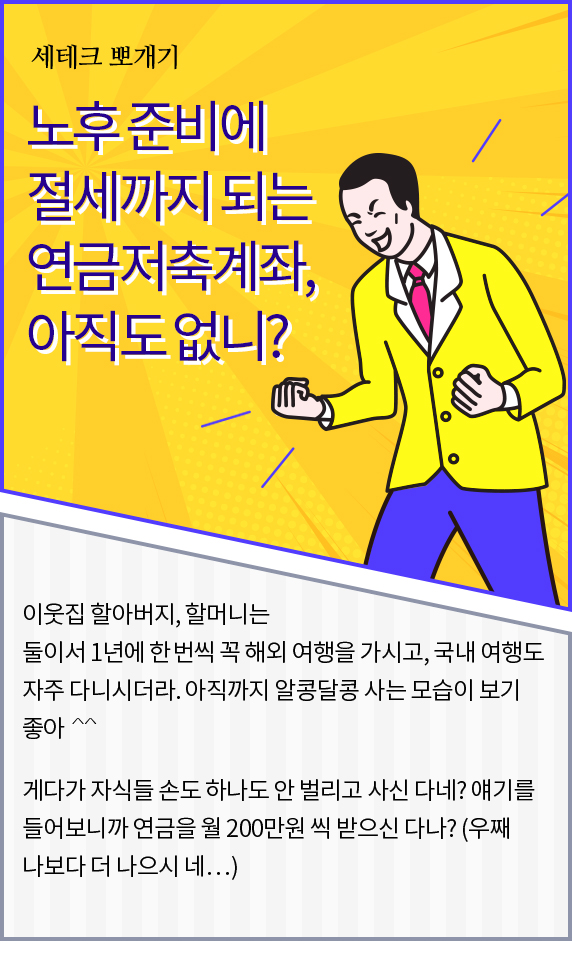 세테크 뽀개기
노후 준비에
절세까지 되는
연금저축계좌,
아직도 없니?
이웃집 할아버지, 할머니는
둘이서 1년에 한 번씩 꼭 해외 여행을 가시고, 국내 여행도
자주 다니시더라. 아직까지 알콩달콩 사는 모습이 보기
좋아 ^^
게다가 자식들 손도 하나도 안 벌리고 사신 다네? 얘기를
들어보니까 연금을 월 200만원 씩 받으신 다나? (우째
나보다 더 나으시 네…)